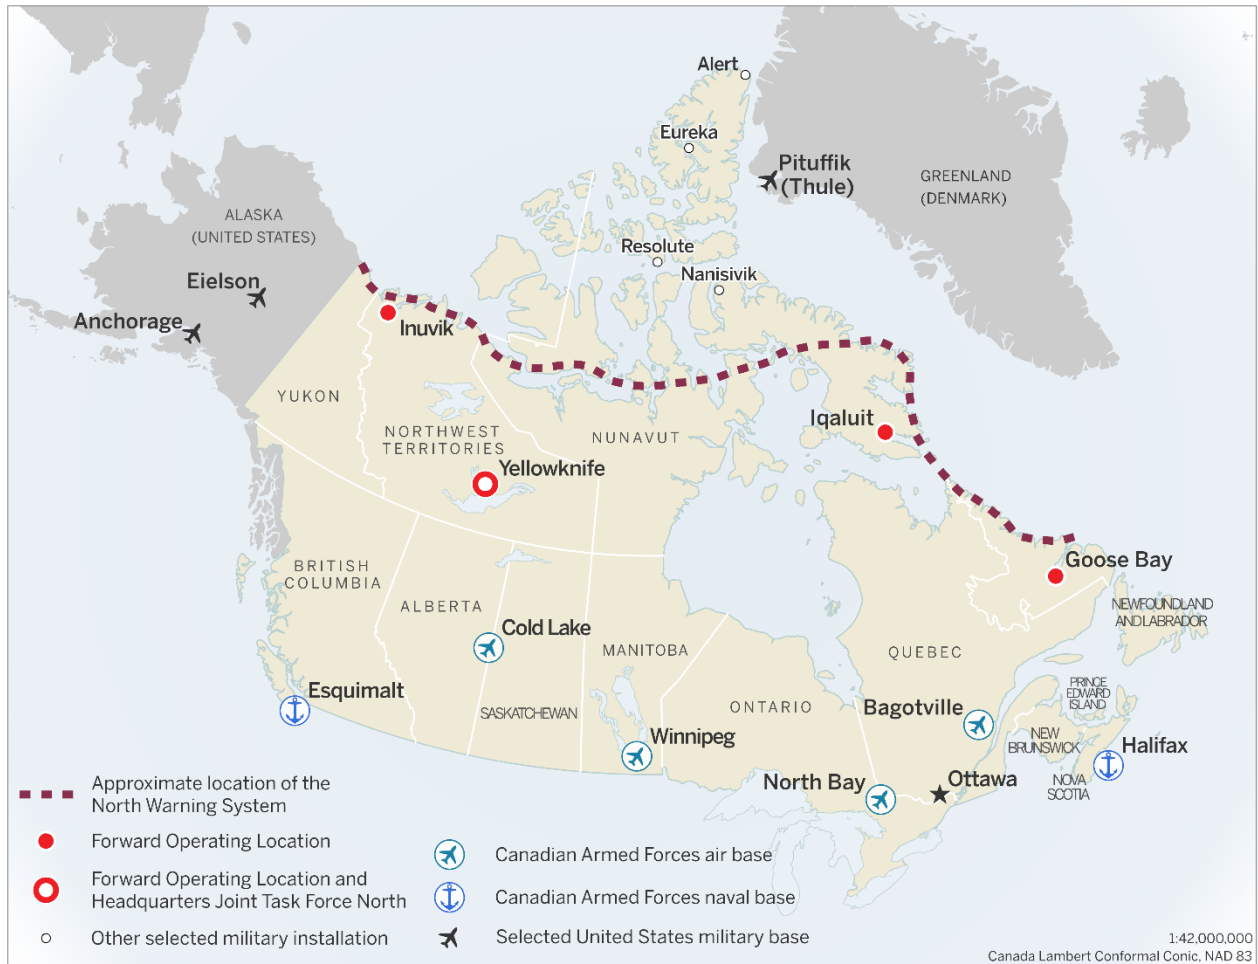 Alert
Eureka
Pituffik
(Thule)
GREENLAND
(DENMARK)
ALASKA
(UNITED STATES)
Resolute
Nanisivik
Eielson
Anchorage
Inuvik
YUKON
NORTHWEST
TERRITORIES
NUNAVUT
Iqaluit
Yellowknife
Goose Bay
BRITISH
COLUMBIA
ALBERTA
Cold Lake
MANITOBA
NEWFOUNDLAND
AND LABRADOR
QUEBEC
Esquimalt
SASKATCHEWAN
ONTARIO
PRINCE
EDWARD
ISLAND
Bagotville
Winnipeg
NEW
BRUNSWICK
Halifax
North Bay
Ottawa
NOVA
SCOTIA
Approximate location of the
North Warning System
Forward Operating Location
Forward Operating Location and
Headquarters Joint Task Force North
Other selected military installation
Canadian Armed Forces air base
Canadian Armed Forces naval base
Selected United States military base
1:42,000,000
Canada Lambert Conformal Conic, NAD 83